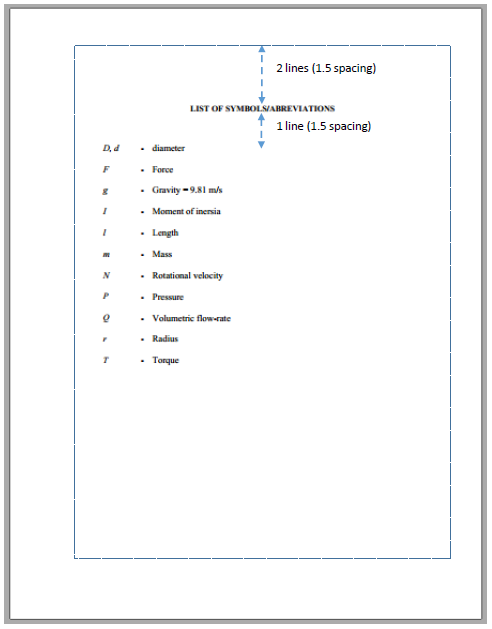 2 lines (1.5 spacing)
LIST OF SYMBOLS/ABREVIATIONS
1 line (1.5 spacing)
D, d - diameter
F - Force
g - Gravity = 9.81 m/s
I - Moment of inersia
l - Length
m - Mass
N - Rotational velocity
P - Pressure
Q - Volumetric flow-rate
r - Radius
T - Torque